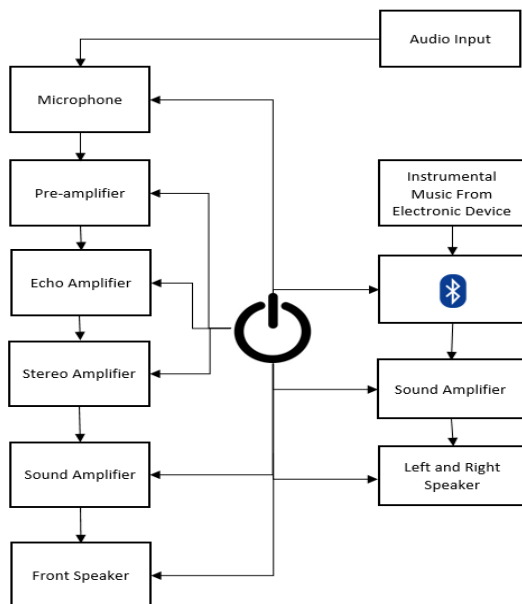 Audio Input
Microphone
Pre-amplifier
Instrumental
Music From
Electronic Device
Echo Amplifier
Stereo Amplifier
Sound Amplifier
Sound Amplifier
Left and Right
Speaker
Front Speaker